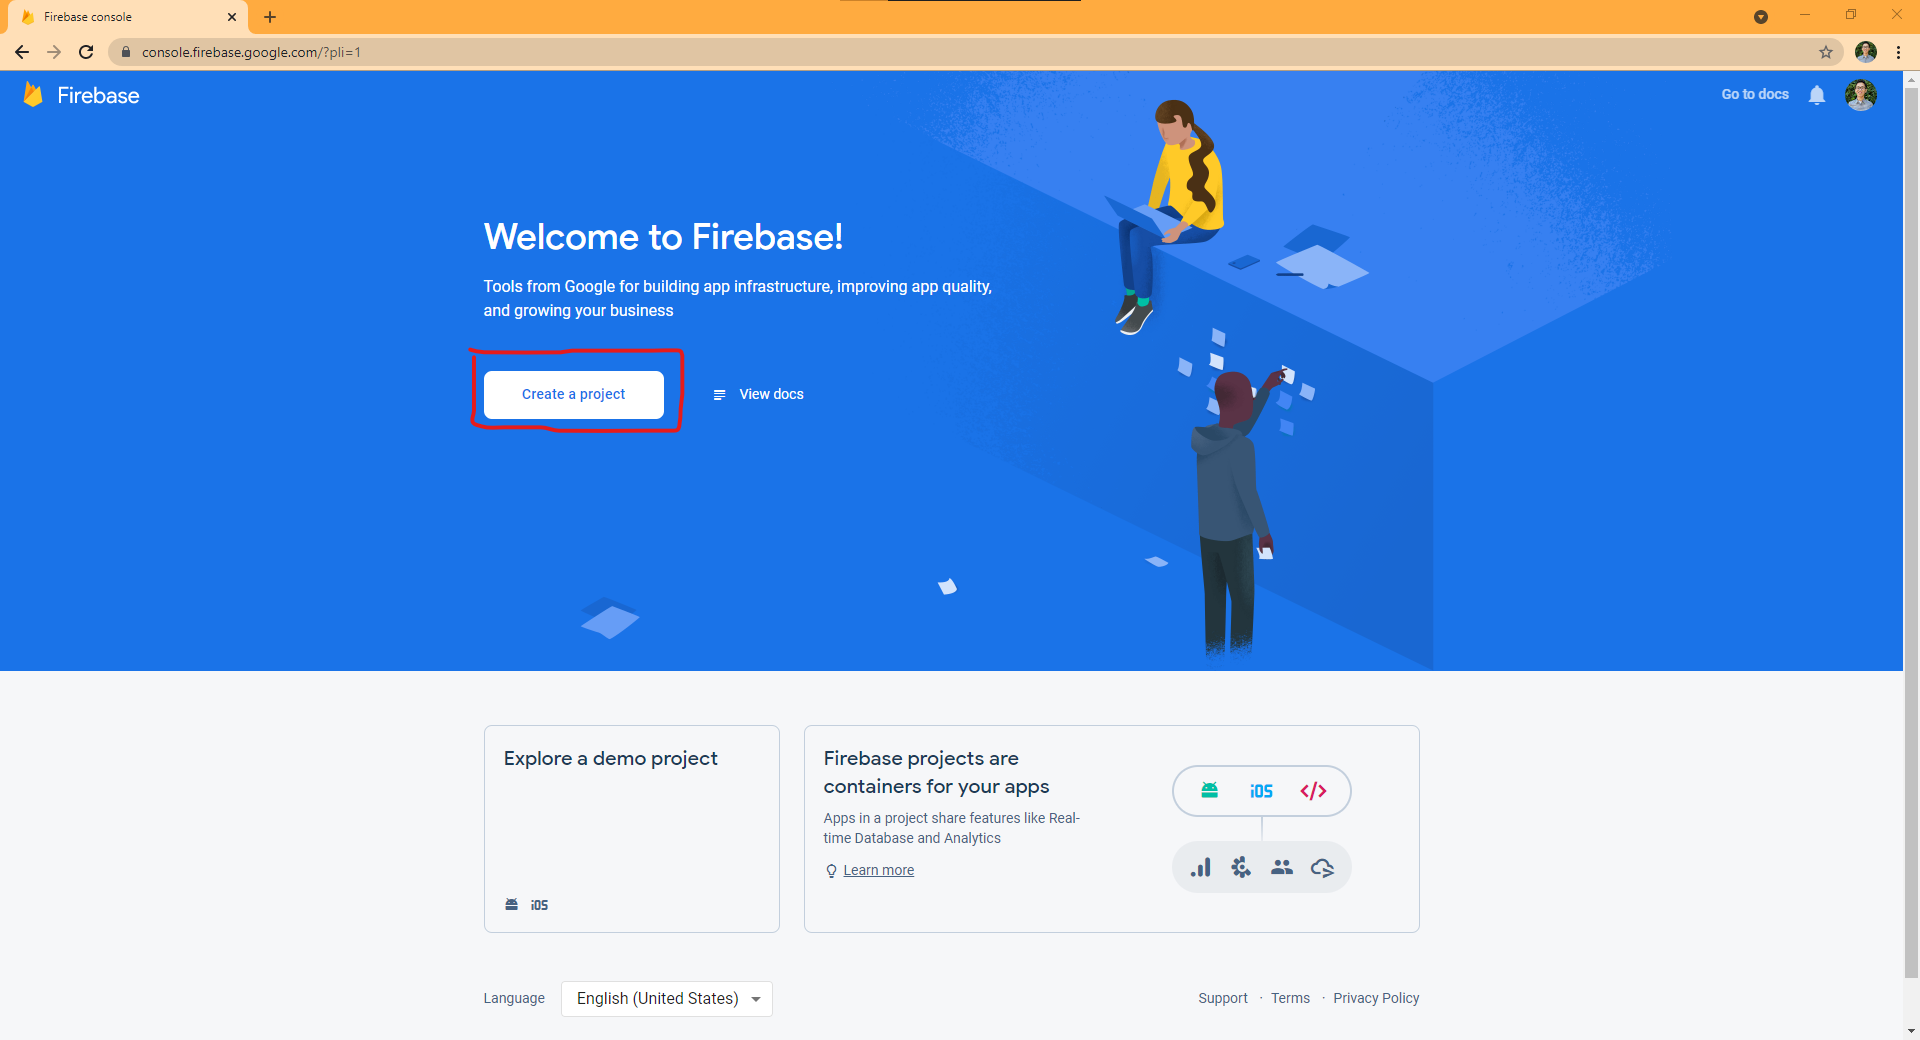 Firebase console
console.firebase.google.com/?pli=1
Firebase
Go to docs
Welcome to Firebase!
Tools from Google for building app infrastructure, improving app quality,
and growing your business
Create a project
View docs
Explore a demo project
iOS
Firebase projects are
containers for your apps
Apps in a project share features like Real-
time Database and Analytics
Learn more
iOS
Language
English (United States)
Support · Terms · Privacy Policy